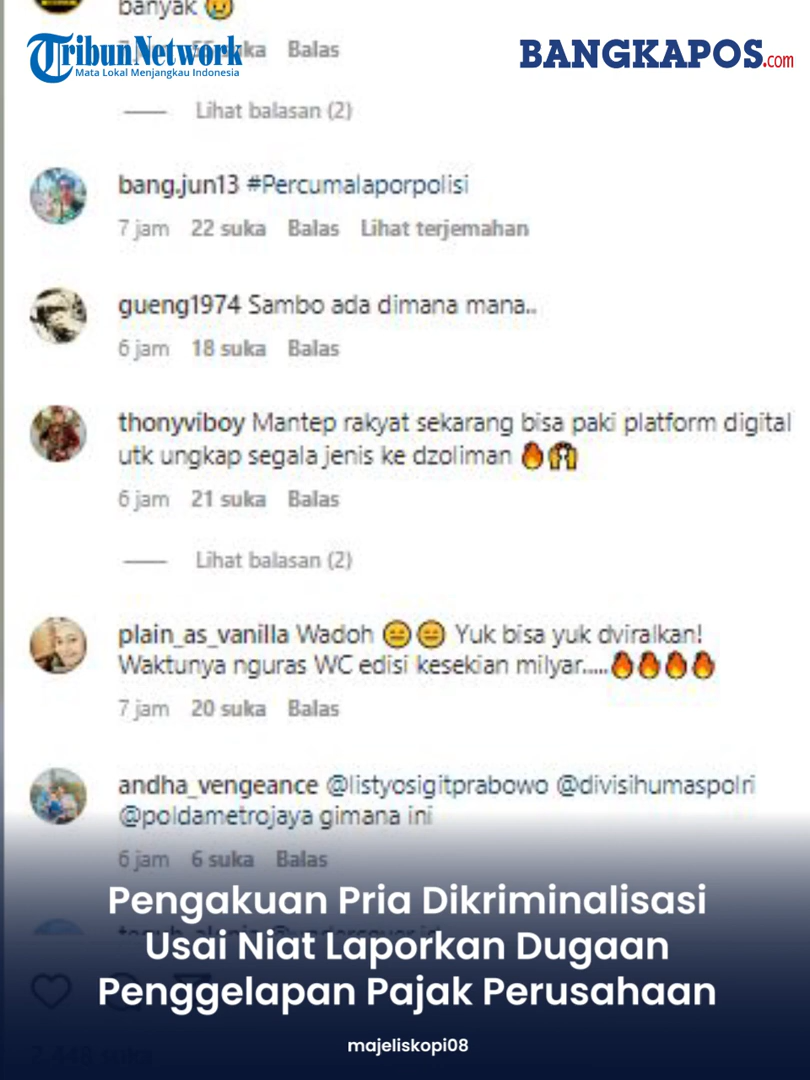 banyak 😢
TribunNetwork
Mata Lokal Menjangkau Indonesia
BANGKAPOS.com
suka Balas
Lihat balasan (2)
bang.jun13 #Percumalaporpolisi
7 jam 22 suka Balas Lihat terjemahan
gueng1974 Sambo ada dimana mana..
6 jam 18 suka Balas
thonyviboy Mantep rakyat sekarang bisa paki platform digital
utk ungkap segala jenis ke dzoliman 🔥🙌
6 jam 21 suka Balas
Lihat balasan (2)
plain_as_vanilla Wadoh 😑😑 Yuk bisa yuk dviralkan!
Waktunya nguras WC edisi kesekian milyar.....🔥🔥🔥🔥
7 jam 20 suka Balas
andha_vengeance @listyosigitprabowo @divisihumaspolri
@poldametrojaya gimana ini
6 jam 6 suka Balas
Pengakuan Pria Dikriminalisasi
Usai Niat Laporkan Dugaan
Penggelapan Pajak Perusahaan
majeliskopi08